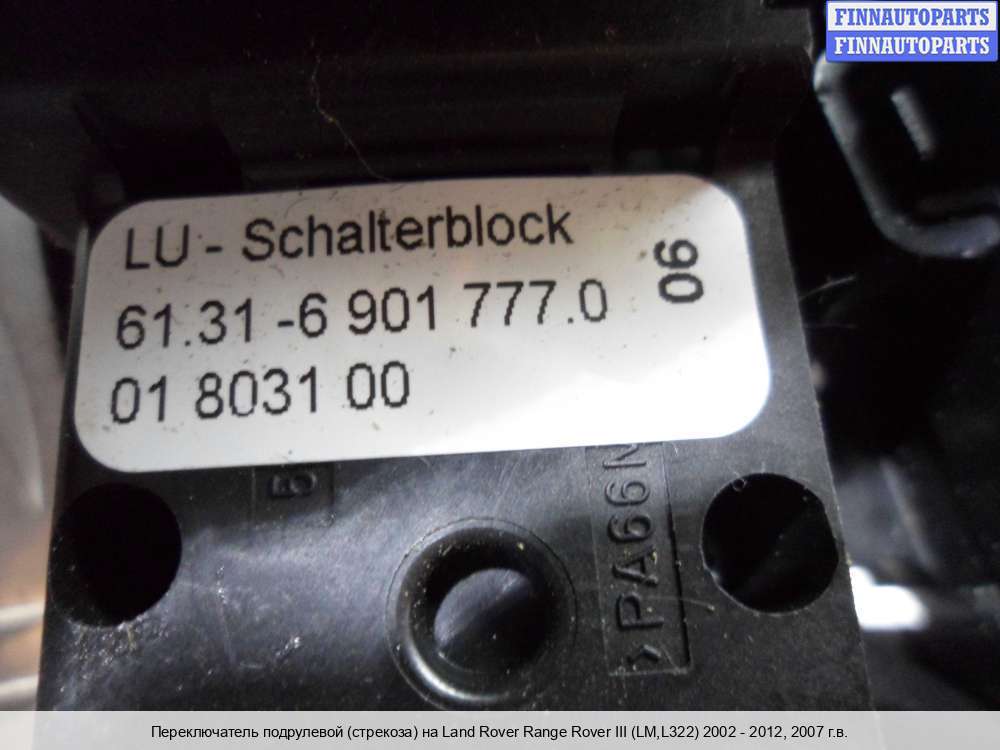 FINNAUTOPARTS
FINNAUTOPARTS
LU - Schalterblock
61.31 -6 901 777.0
06
01 8031 00
>PA66
Переключатель подрулевой (стрекоза) на Land Rover Range Rover III (LM,L322) 2002 - 2012, 2007 г.в.